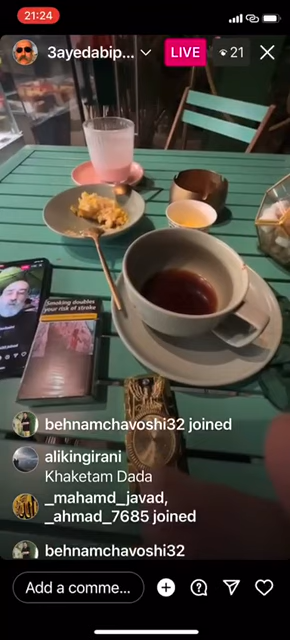 21:24
3ayedabip...
LIVE
21
Smoking doubles
your risk of stroke
behnamchavoshi32 joined
alikingirani
Khaketam Dada
_mahamd_javad,
_ahmad_7685 joined
behnamchavoshi32
Add a comme...